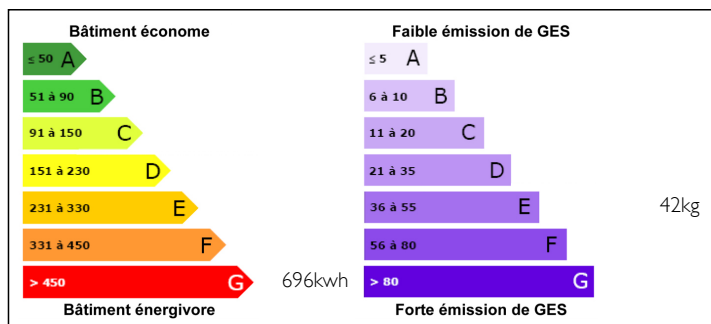 Bâtiment économe
≤ 50 A
51 à 90 B
91 à 150 C
151 à 230 D
231 à 330 E
331 à 450 F
> 450 G
696kwh
Bâtiment énergivore
Faible émission de GES
≤ 5 A
6 à 10 B
11 à 20 C
21 à 35 D
36 à 55 E
42kg
56 à 80 F
> 80 G
Forte émission de GES